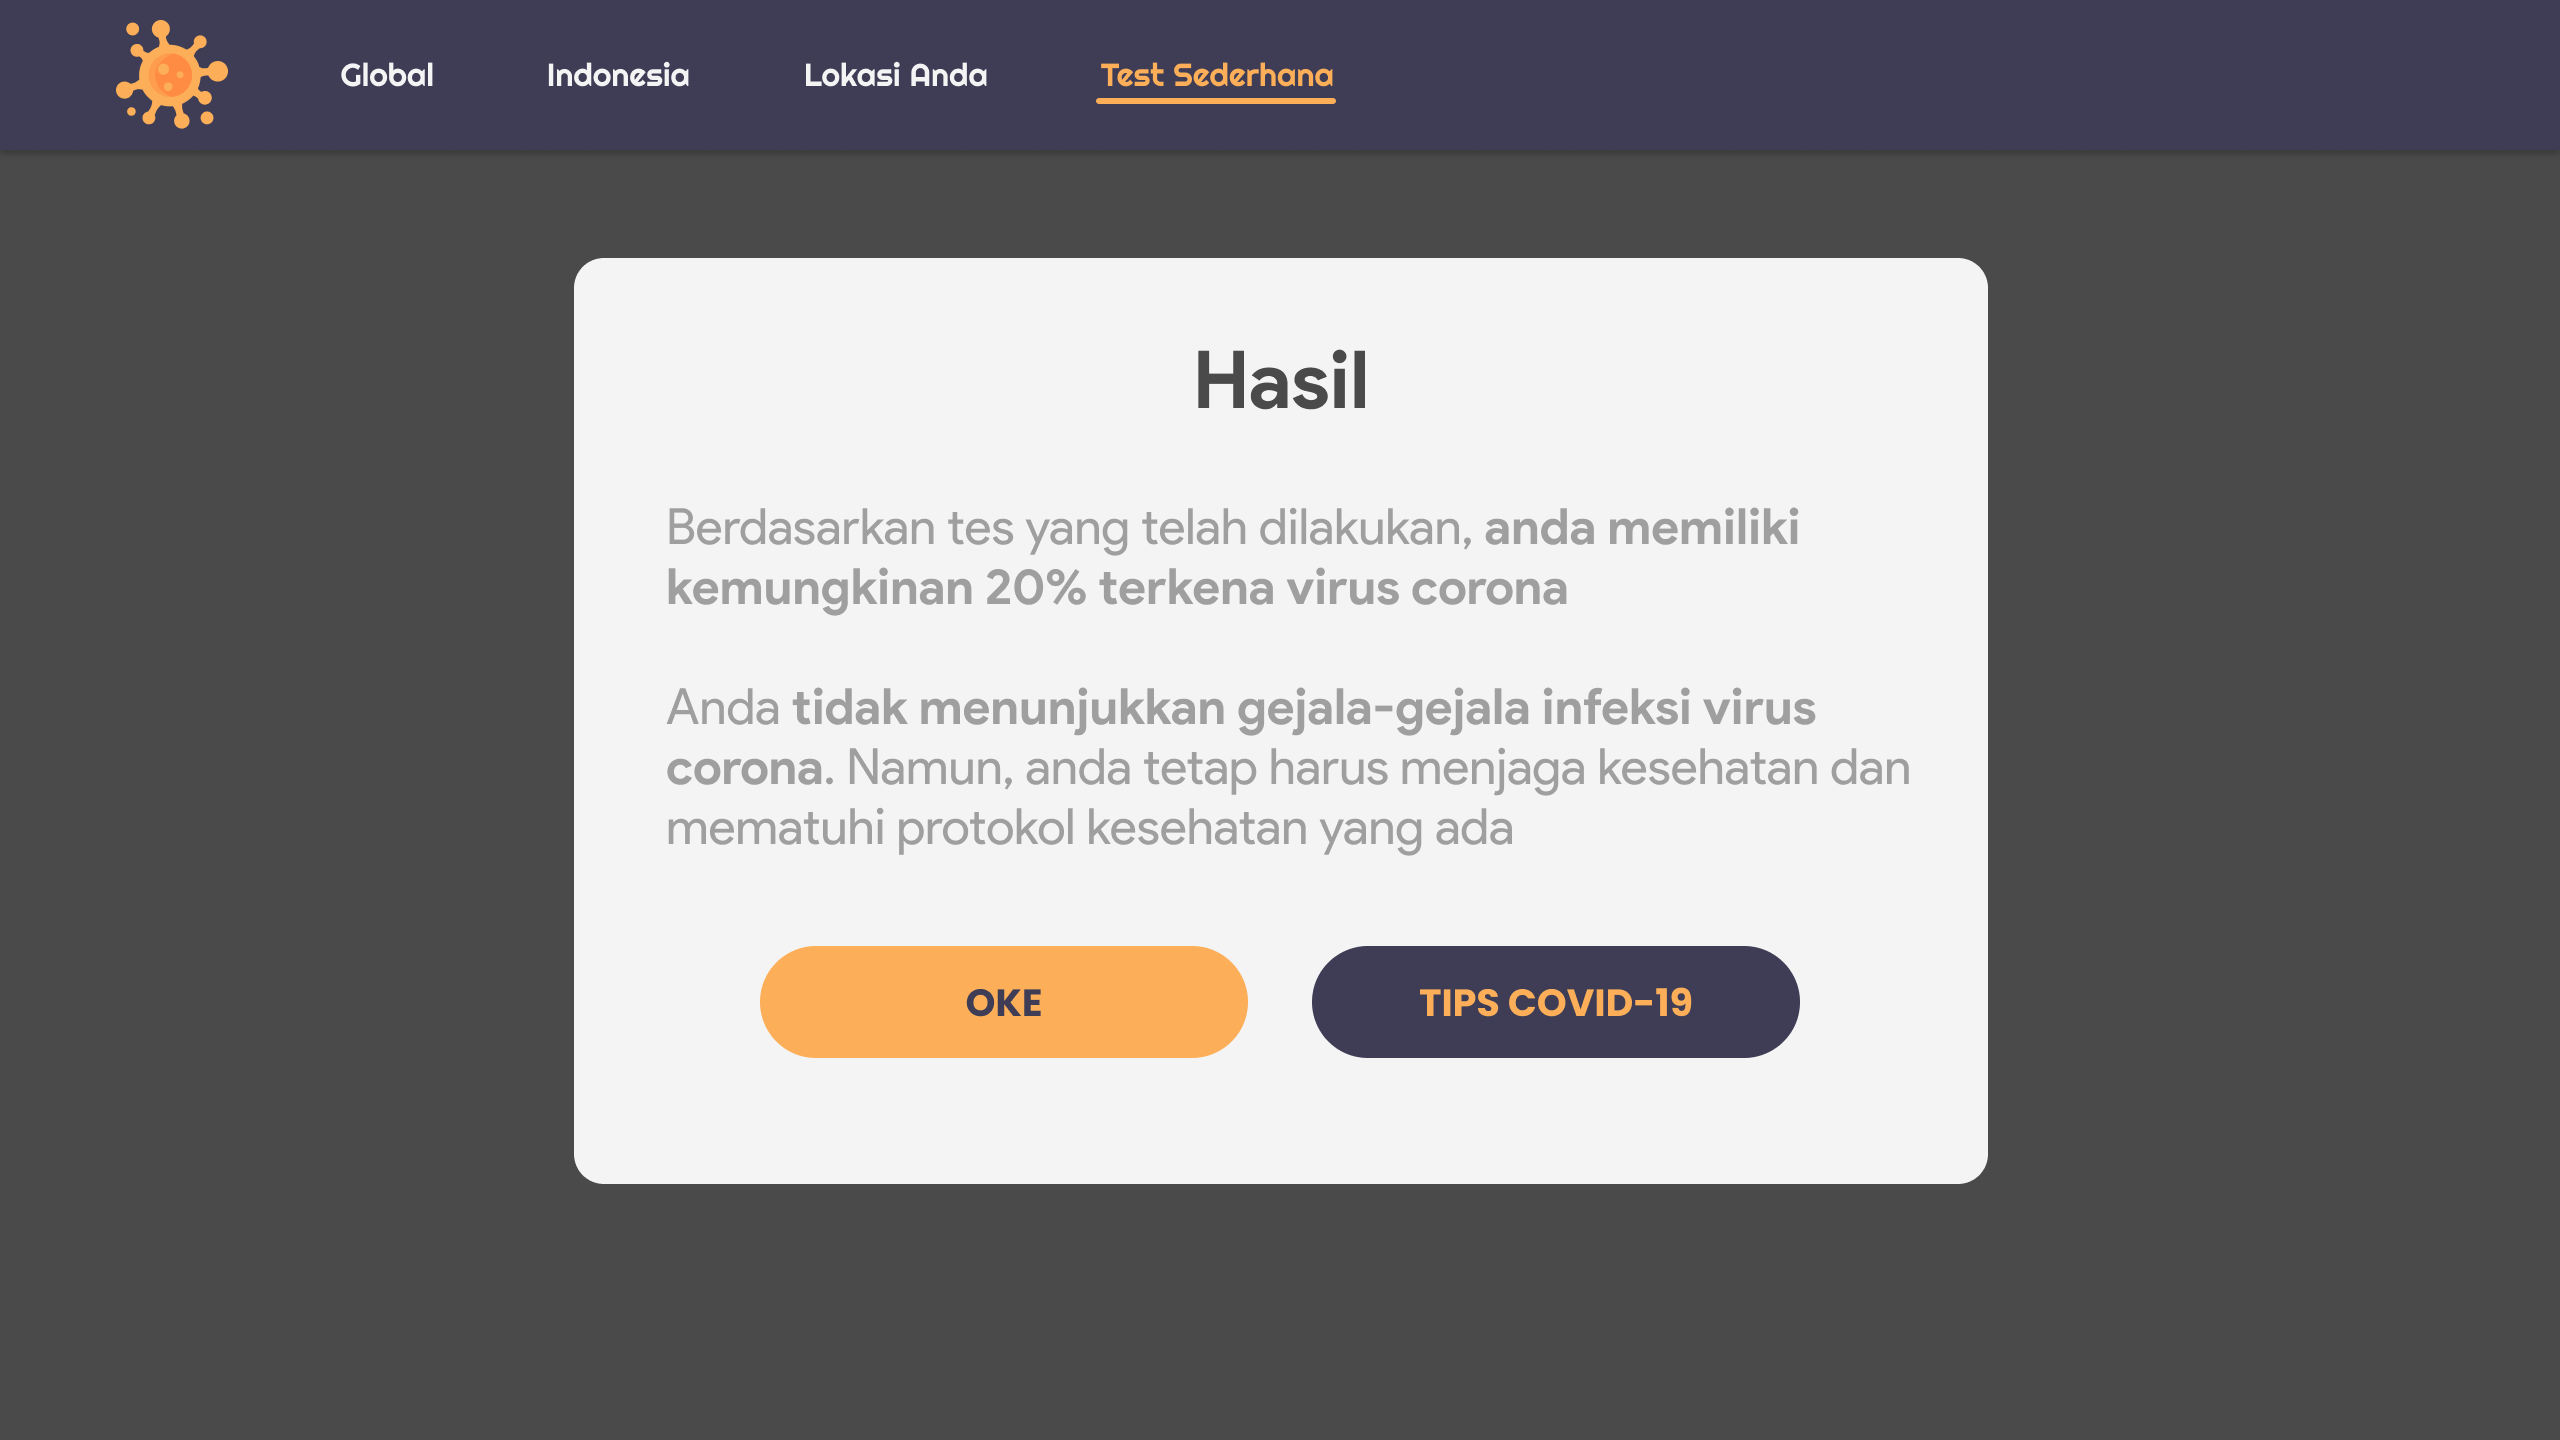 Global
Indonesia
Lokasi Anda
Test Sederhana
Hasil
Berdasarkan tes yang telah dilakukan, anda memiliki
kemungkinan 20% terkena virus corona
Anda tidak menunjukkan gejala-gejala infeksi virus
corona. Namun, anda tetap harus menjaga kesehatan dan
mematuhi protokol kesehatan yang ada
OKE
TIPS COVID-19